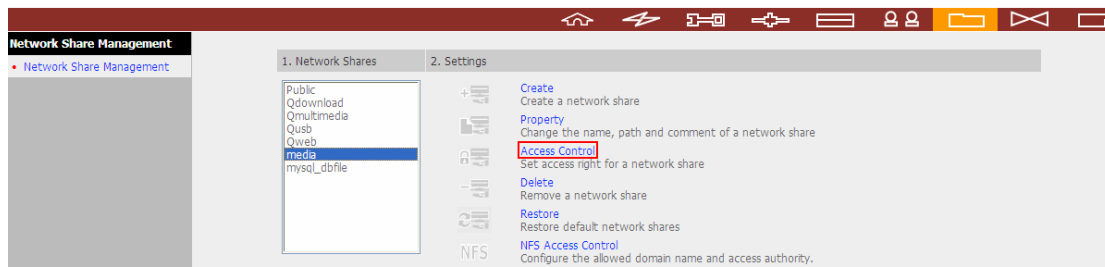 Network Share Management
Network Share Management
1. Network Shares
2. Settings
Public
Qdownload
Qmultimedia
Qusb
Qweb
media
mysql_dbfile
Create
Create a network share
Property
Change the name, path and comment of a network share
Access Control
Set access right for a network share
Delete
Remove a network share
Restore
Restore default network shares
NFS
NFS Access Control
Configure the allowed domain name and access authority.